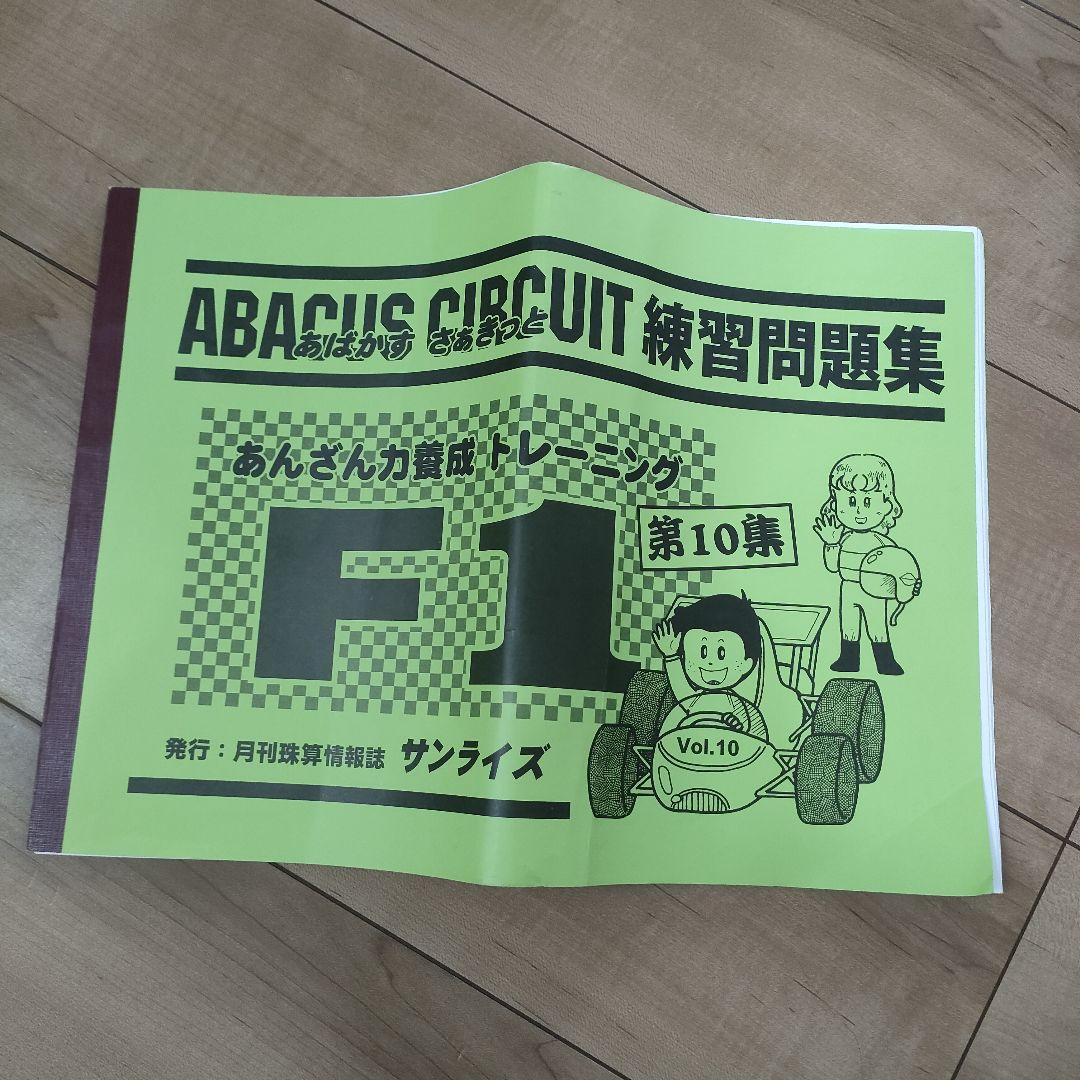 ABACUS CIRCUIT 練習問題集
あばかす さぁきっと
あんざん力養成 トレーニング
F1
第10集
Vol.10
発行:月刊珠算情報誌 サンライズ